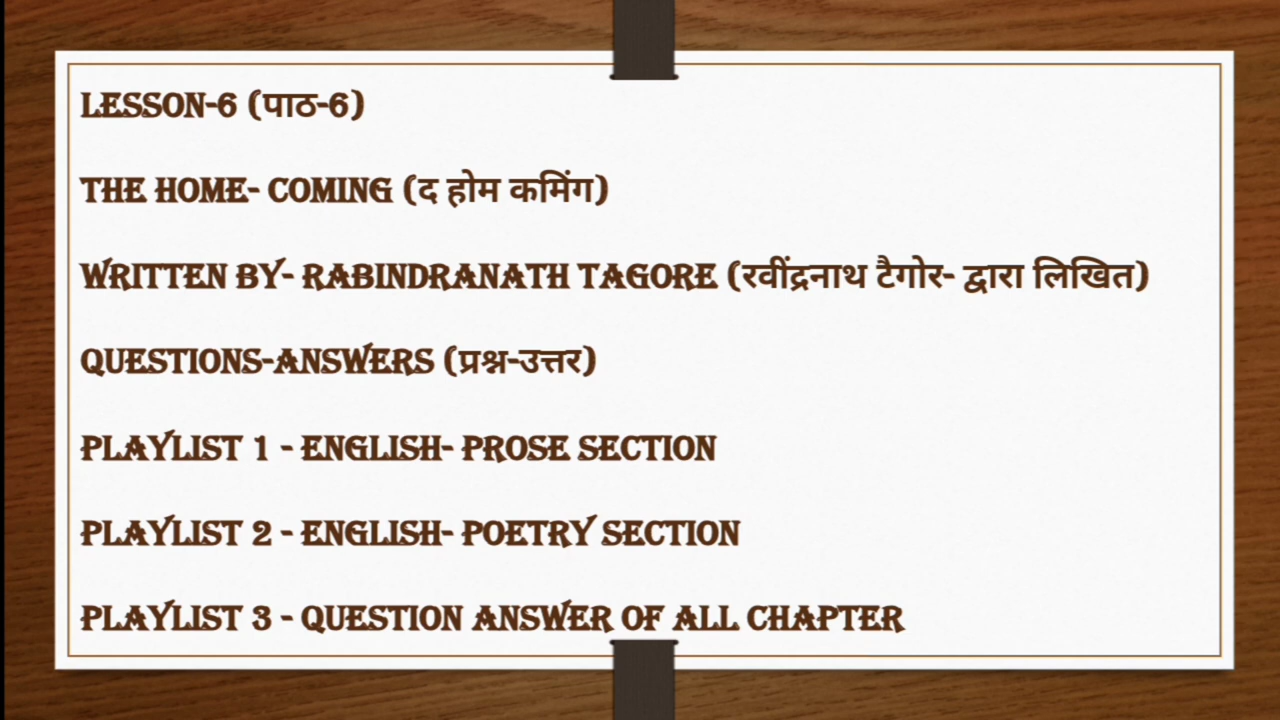 LESSON-6 (पाठ-6)
THE HOME- COMING (द होम कमिंग)
WRITTEN BY- RABINDRANATH TAGORE (रवींद्रनाथ टैगोर- द्वारा लिखित)
QUESTIONS-ANSWERS (प्रश्न-उत्तर)
PLAYLIST 1 - ENGLISH- PROSE SECTION
PLAYLIST 2 - ENGLISH- POETRY SECTION
PLAYLIST 3 - QUESTION ANSWER OF ALL CHAPTER